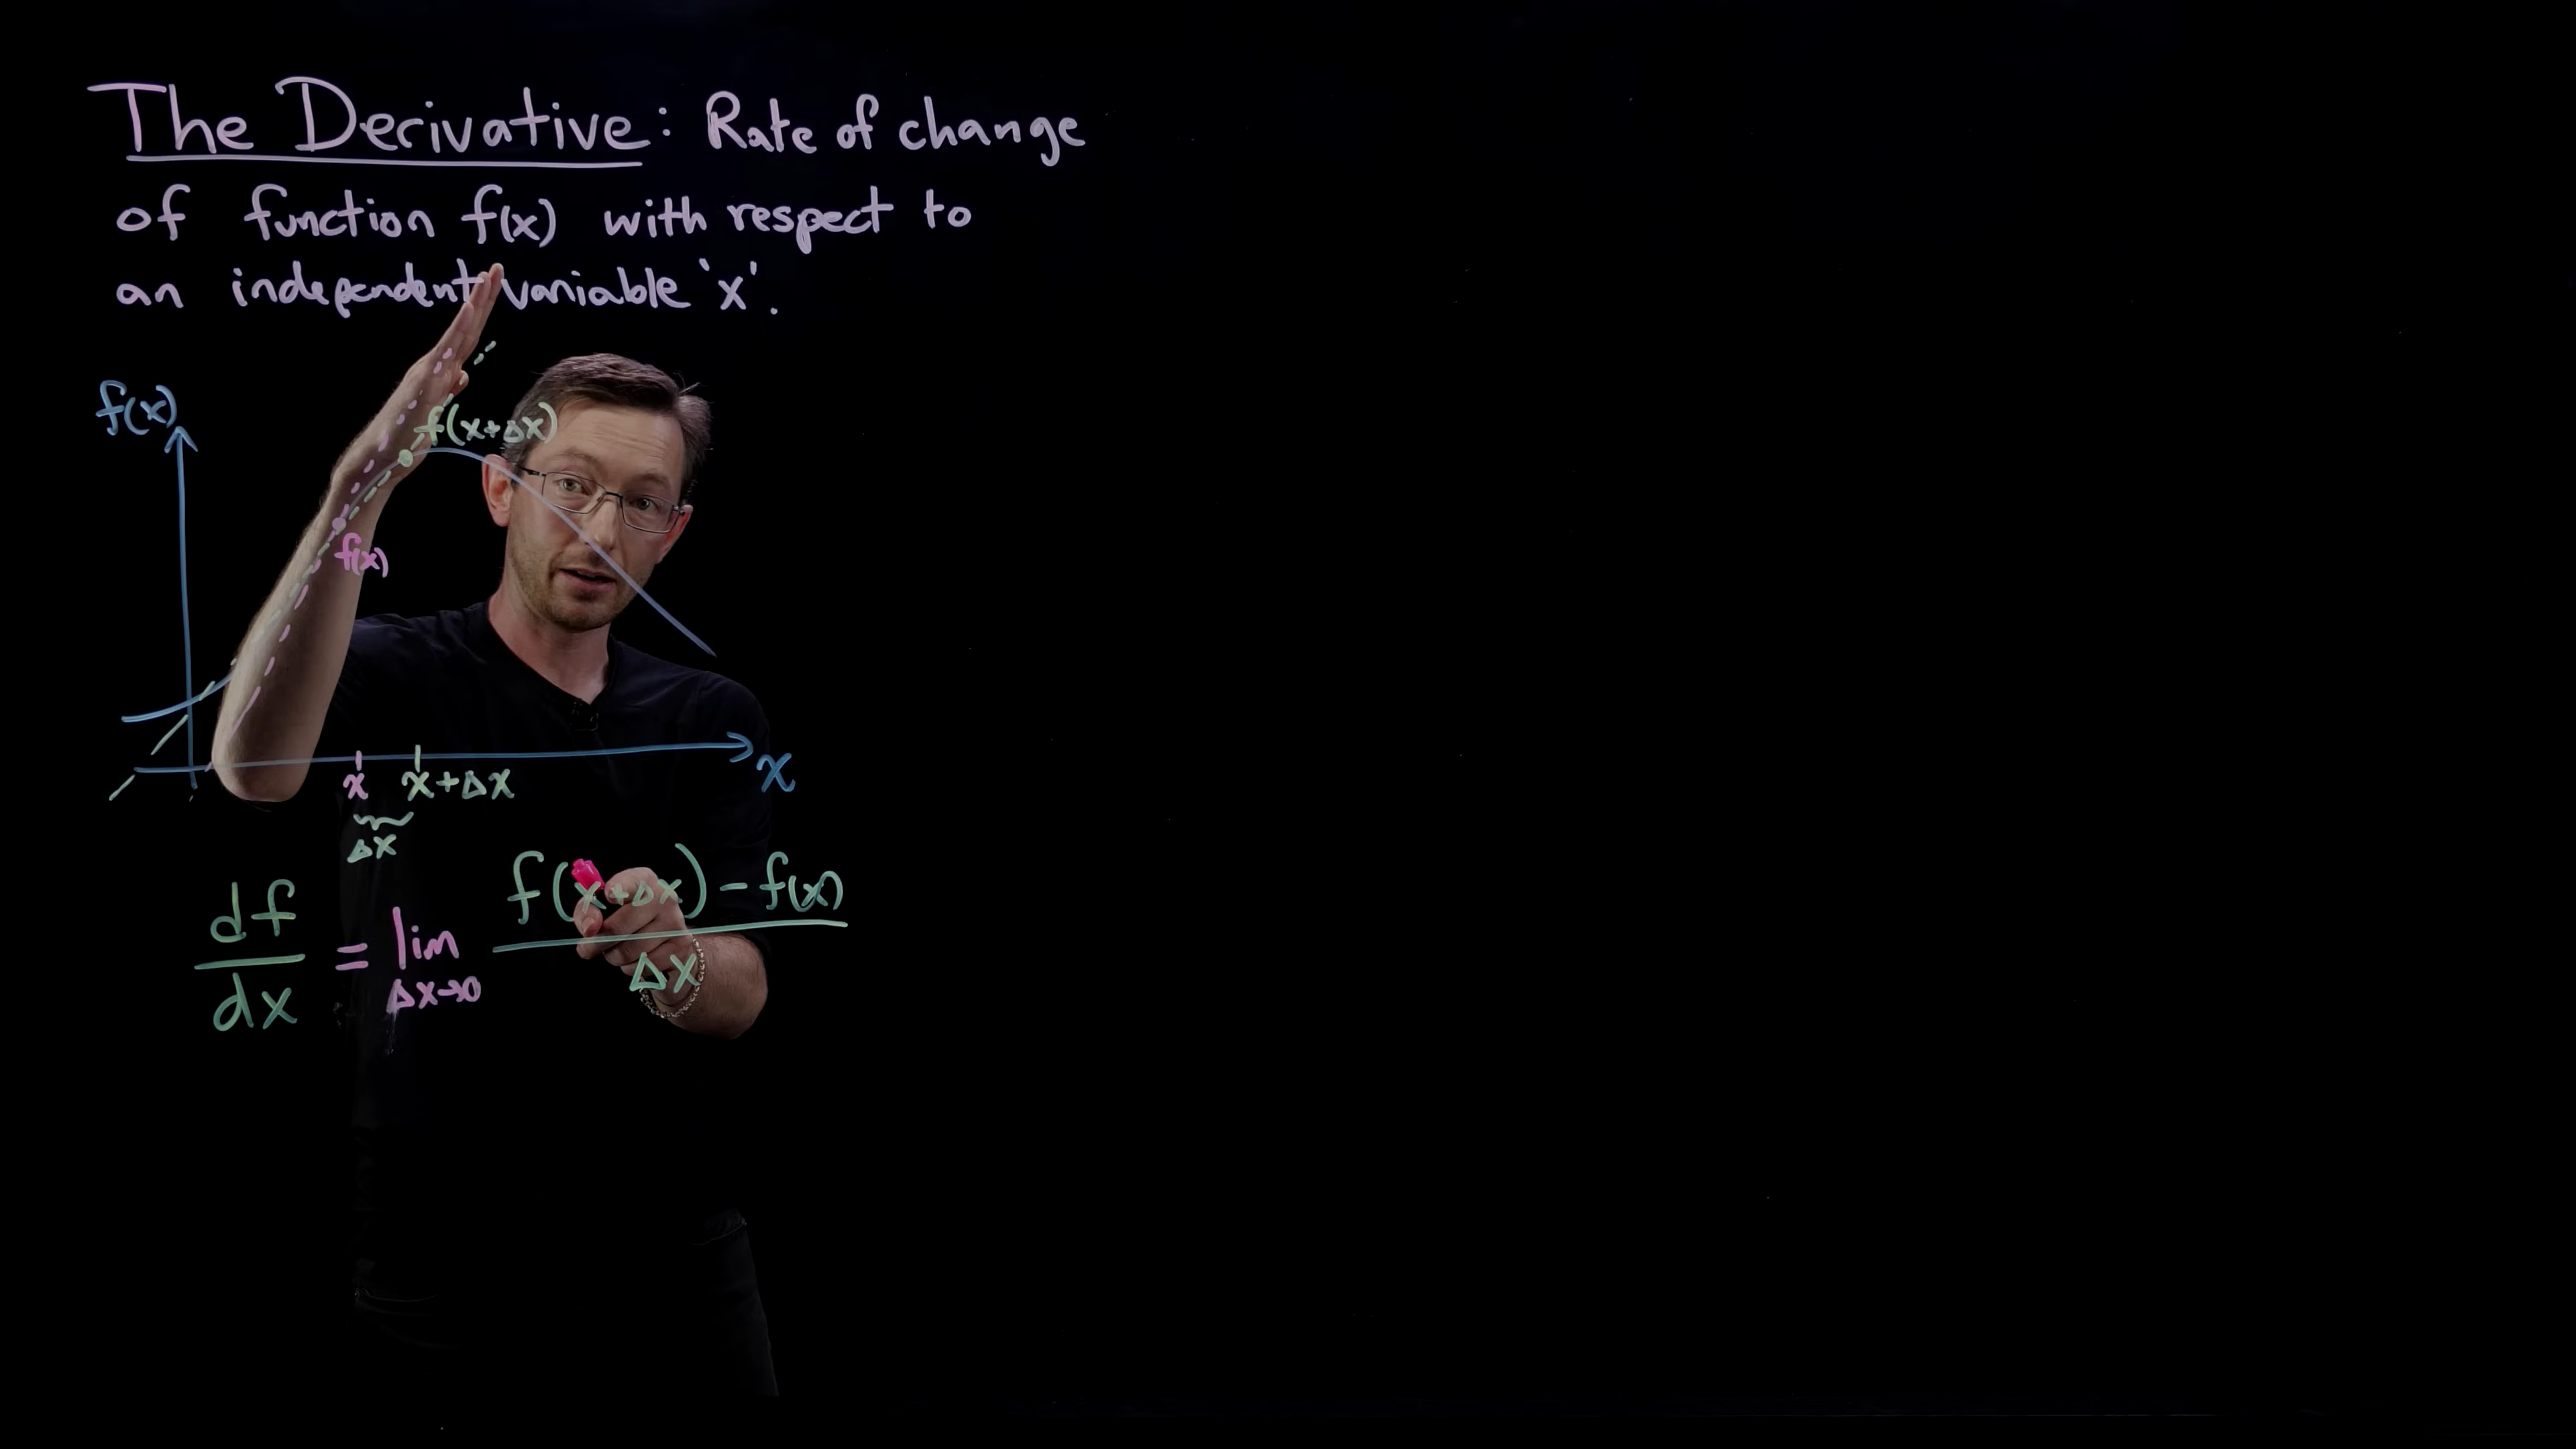 The Derivative: Rate of change
of function f(x) with respect to
an independent variable 'x'.
f(x)
f(x+Δx)
f(x)
x
x x+Δx
Δx
df/dx = lim Δx→0 (f(x+Δx) - f(x))/Δx